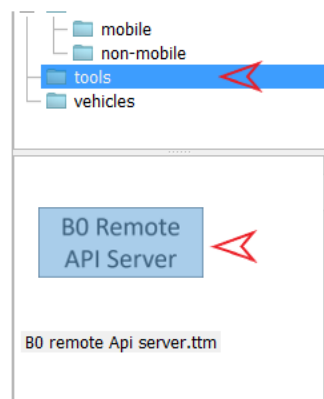 mobile
non-mobile
tools
vehicles
B0 Remote
API Server
B0 remote Api server.ttm